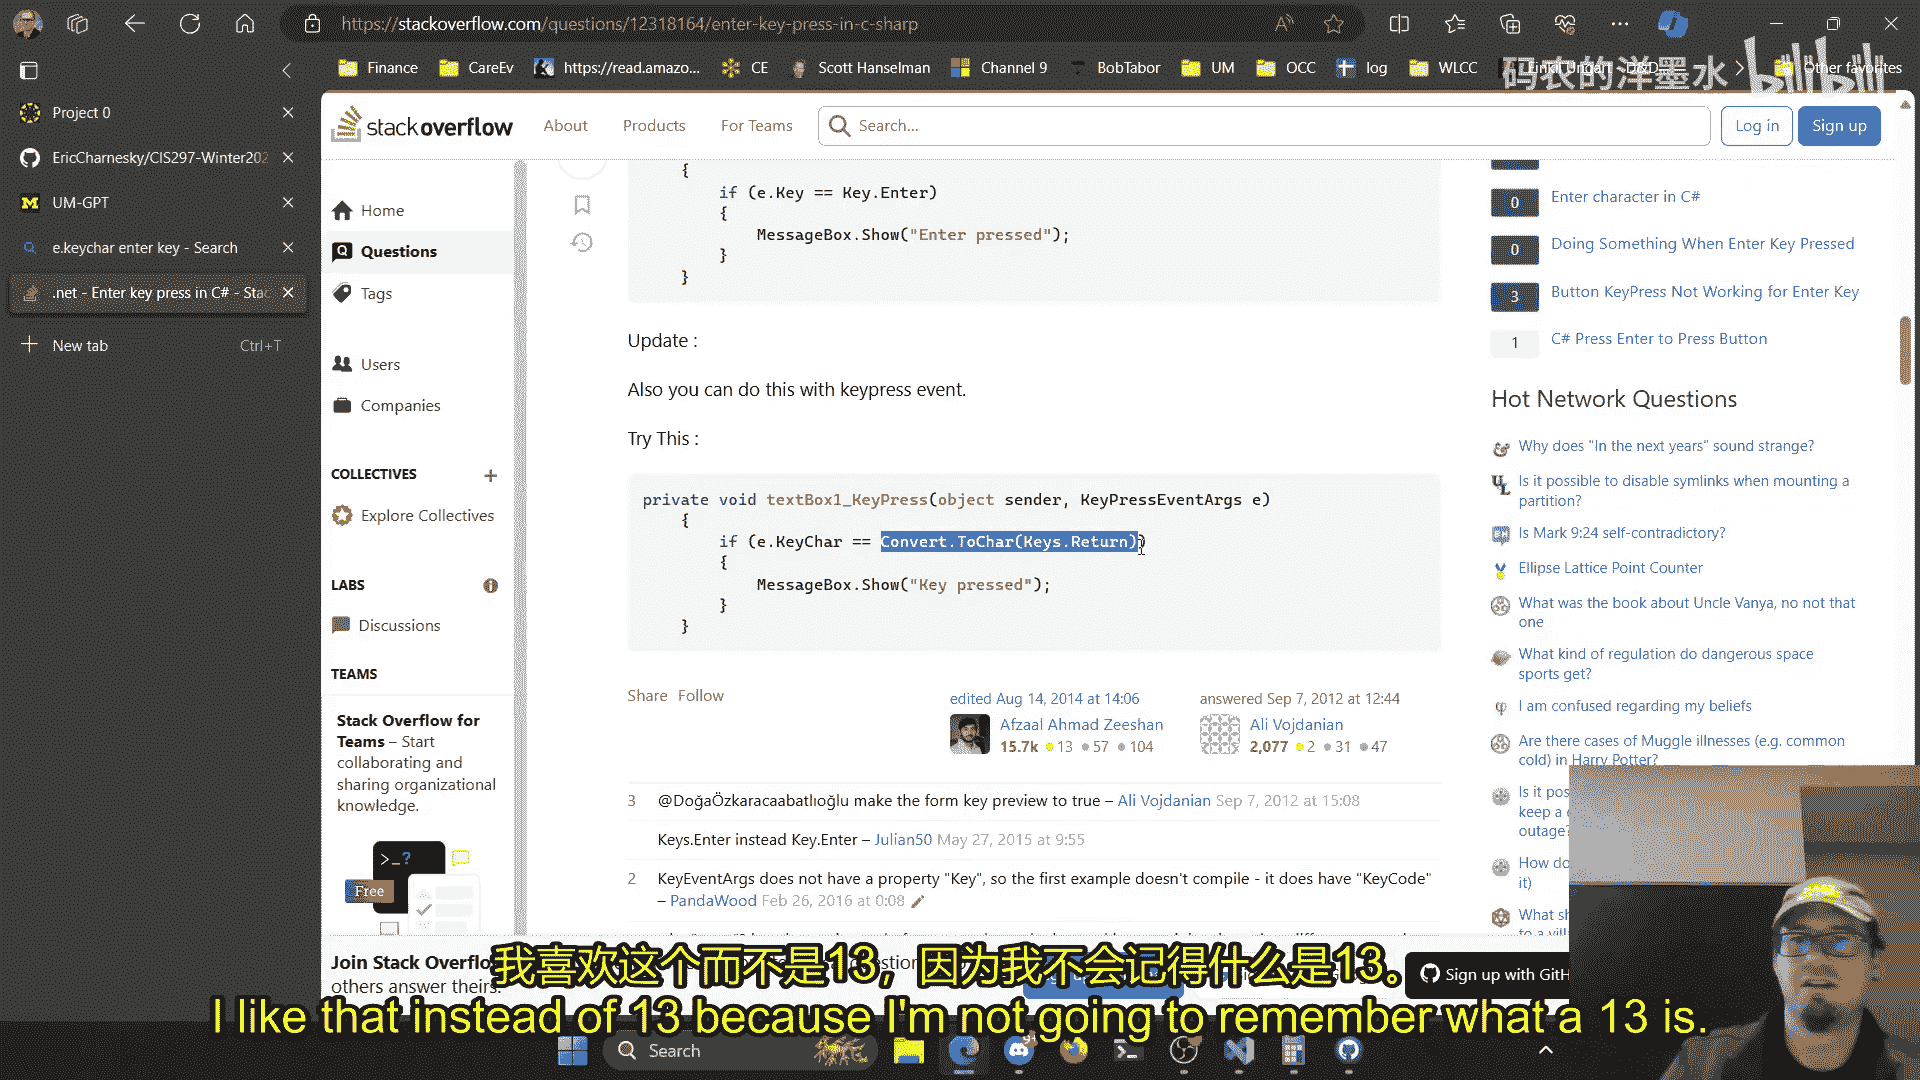 https://stackoverflow.com/questions/12318164/enter-key-press-in-c-sharp
Finance
CareEv
https://read.amazo...
CE
Scott Hanselman
Channel 9
BobTabor
UM
OCC
log
WLCC
Other favorites
码农的洋墨水
bilibili
Project 0
EricCharnesky/CIS297-Winter202
UM-GPT
e.keychar enter key - Search
.net - Enter key press in C# - Stac
New tab
Ctrl+T
stackoverflow
About
Products
For Teams
Search...
Log in
Sign up
Home
Questions
Tags
Users
Companies
COLLECTIVES
Explore Collectives
LABS
Discussions
TEAMS
Stack Overflow for
Teams – Start
collaborating and
sharing organizational
knowledge.
>_?
Free
{
if (e.Key == Key.Enter)
{
MessageBox.Show("Enter pressed");
}
}
Update :
Also you can do this with keypress event.
Try This :
private void textBox1_KeyPress(object sender, KeyPressEventArgs e)
{
if (e.KeyChar == Convert.ToChar(Keys.Return))
{
MessageBox.Show("Key pressed");
}
}
Share Follow
edited Aug 14, 2014 at 14:06
Afzaal Ahmad Zeeshan
15.7k 13 57 104
answered Sep 7, 2012 at 12:44
Ali Vojdanian
2,077 2 31 47
3 @DoğaÖzkaracaabatlıoğlu make the form key preview to true – Ali Vojdanian Sep 7, 2012 at 15:08
Keys.Enter instead Key.Enter – Julian50 May 27, 2015 at 9:55
2 KeyEventArgs does not have a property "Key", so the first example doesn't compile - it does have "KeyCode"
– PandaWood Feb 26, 2016 at 0:08
0 Enter character in C#
0 Doing Something When Enter Key Pressed
3 Button KeyPress Not Working for Enter Key
1 C# Press Enter to Press Button
Hot Network Questions
Why does "In the next years" sound strange?
Is it possible to disable symlinks when mounting a
partition?
Is Mark 9:24 self-contradictory?
Ellipse Lattice Point Counter
What was the book about Uncle Vanya, no not that
one
What kind of regulation do dangerous space
sports get?
I am confused regarding my beliefs
Are there cases of Muggle illnesses (e.g. common
cold) in Harry Potter?
Is it pos
keep a
outage?
How do
it)
What sh
Join Stack Overflo
others answer theirs.
Sign up with GitH
我喜欢这个而不是13，因为我不会记得什么是13。
I like that instead of 13 because I'm not going to remember what a 13 is.
Search